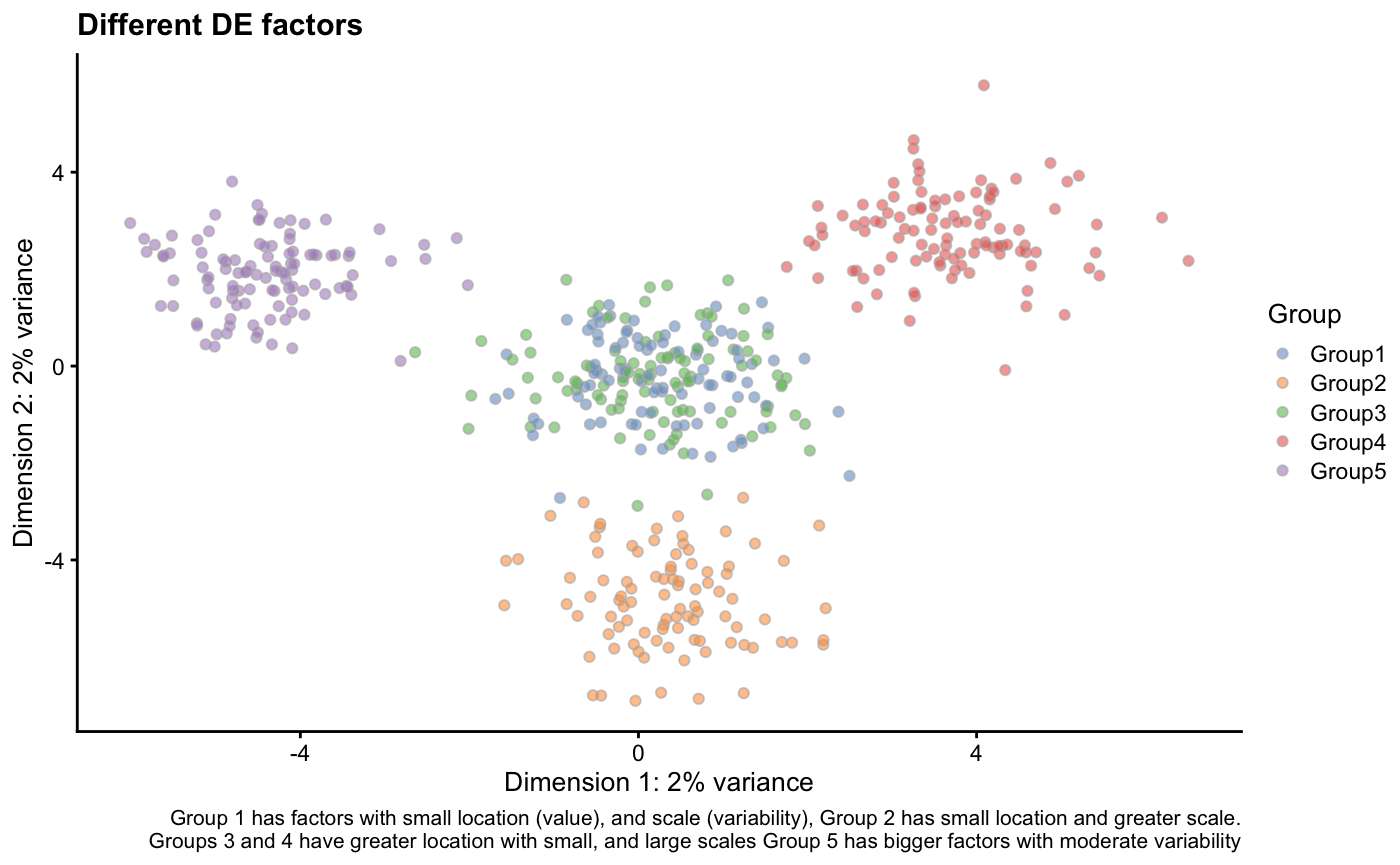 Different DE factors
Dimension 2: 2% variance
4
0
-4
-4
0
4
Dimension 1: 2% variance
Group
Group1
Group2
Group3
Group4
Group5
Group 1 has factors with small location (value), and scale (variability), Group 2 has small location and greater scale.
Groups 3 and 4 have greater location with small, and large scales Group 5 has bigger factors with moderate variability